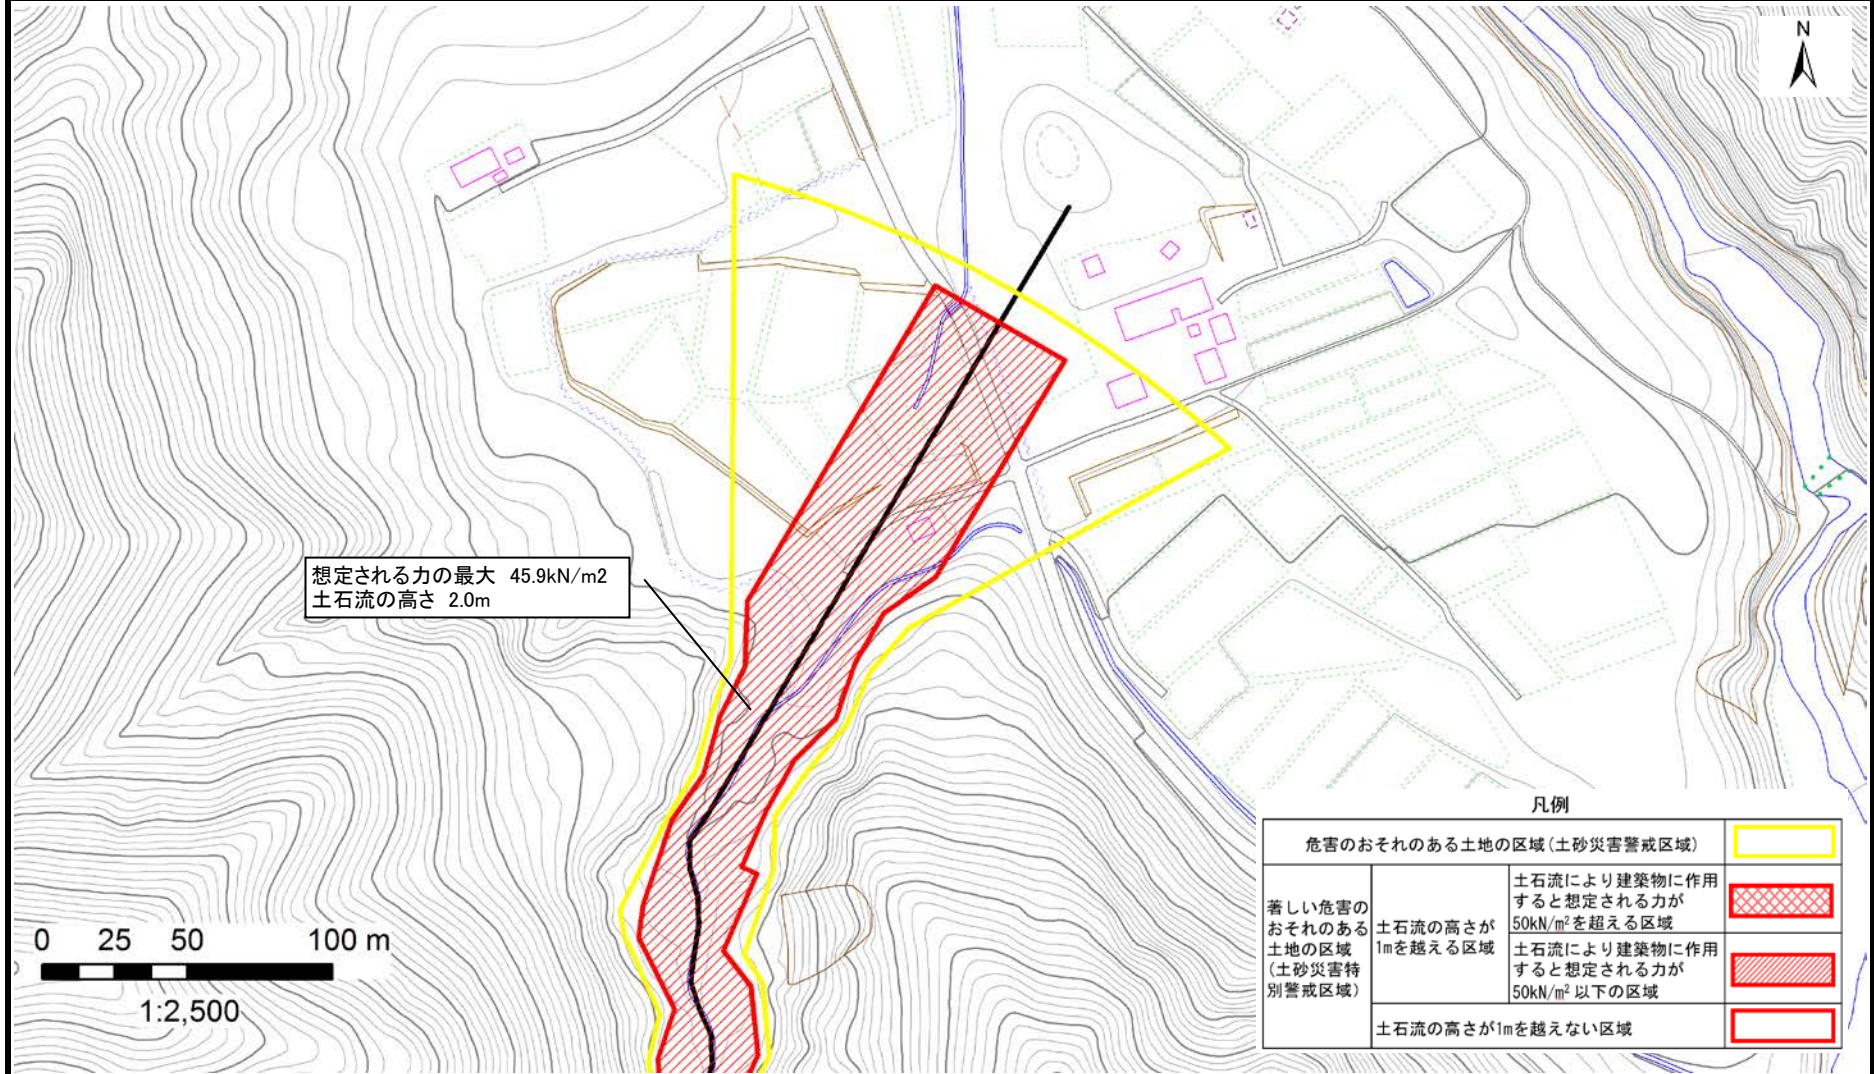 N
想定される力の最大 45.9kN/m2
土石流の高さ 2.0m
0 25 50 100 m
1:2,500
凡例
危害のおそれのある土地の区域(土砂災害警戒区域)
著しい危害の
おそれのある
土地の区域
(土砂災害特
別警戒区域)
土石流の高さが
1mを越える区域
土石流により建築物に作用
すると想定される力が
50kN/m²を超える区域
土石流により建築物に作用
すると想定される力が
50kN/m² 以下の区域
土石流の高さが1mを越えない区域